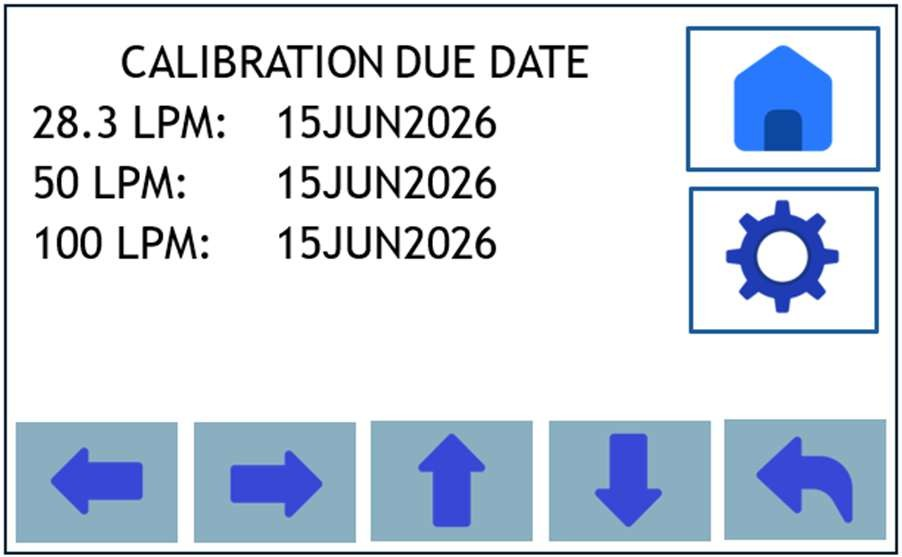 CALIBRATION DUE DATE
28.3 LPM: 15JUN2026
50 LPM: 15JUN2026
100 LPM: 15JUN2026